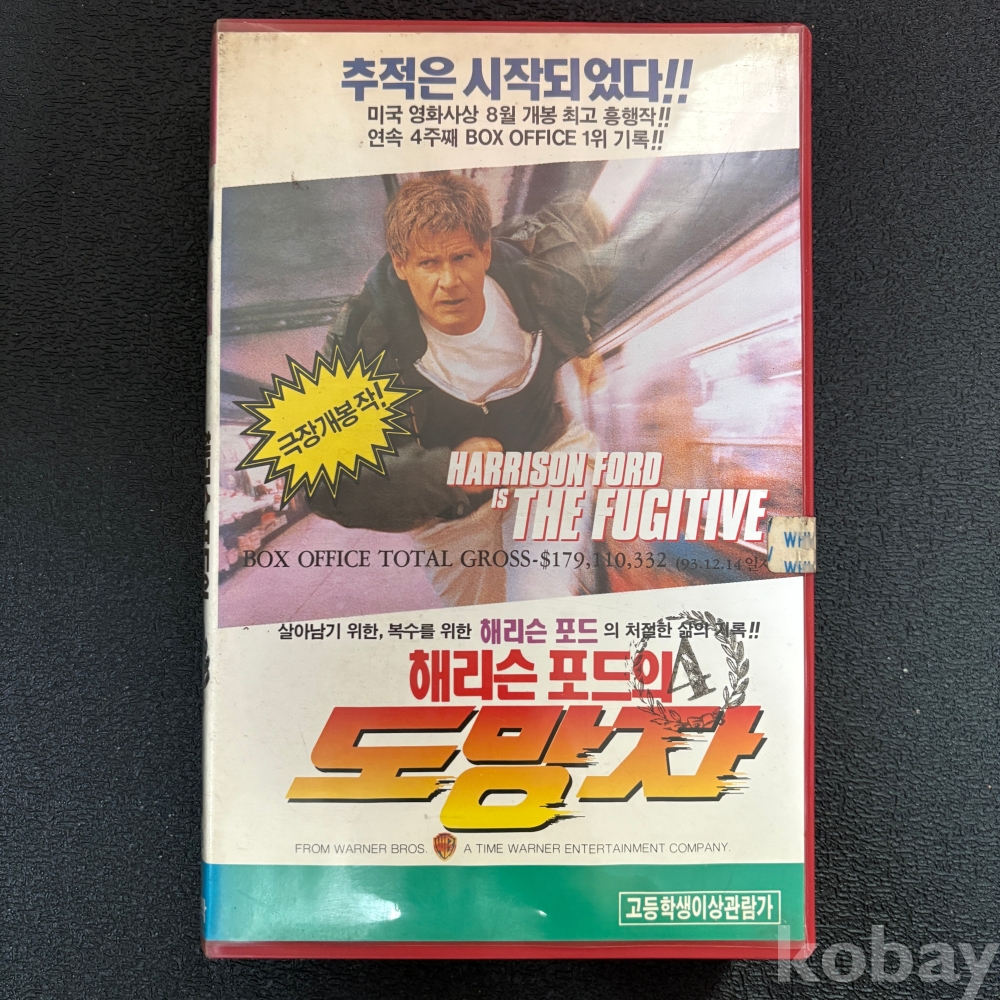 추적은 시작되었다!!
미국 영화사상 8월 개봉 최고 흥행작!!
연속 4주째 BOX OFFICE 1위 기록!!
극장개봉작!
HARRISON FORD
IS THE FUGITIVE
BOX OFFICE TOTAL GROSS-$179,110,332 (93.12.14일
살아남기 위한, 복수를 위한 해리슨 포드의 처절한 삶의 기록!!
해리슨 포드의
4
도망자
FROM WARNER BROS. A TIME WARNER ENTERTAINMENT COMPANY.
고등학생이상관람가
kobay